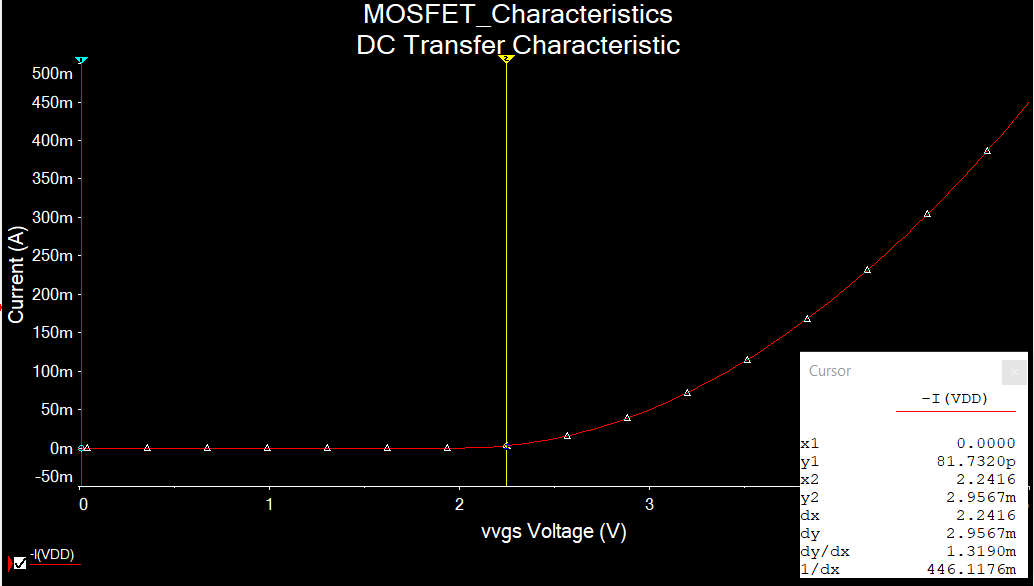 MOSFET_Characteristics
DC Transfer Characteristic
500m
450m
400m
350m
300m
250m
200m
150m
100m
50m
0m
-50m
Current (A)
0
1
2
3
vvgs Voltage (V)
-I(VDD)
Cursor
-I(VDD)
x1 0.0000
y1 81.7320p
x2 2.2416
y2 2.9567m
dx 2.2416
dy 2.9567m
dy/dx 1.3190m
1/dx 446.1176m